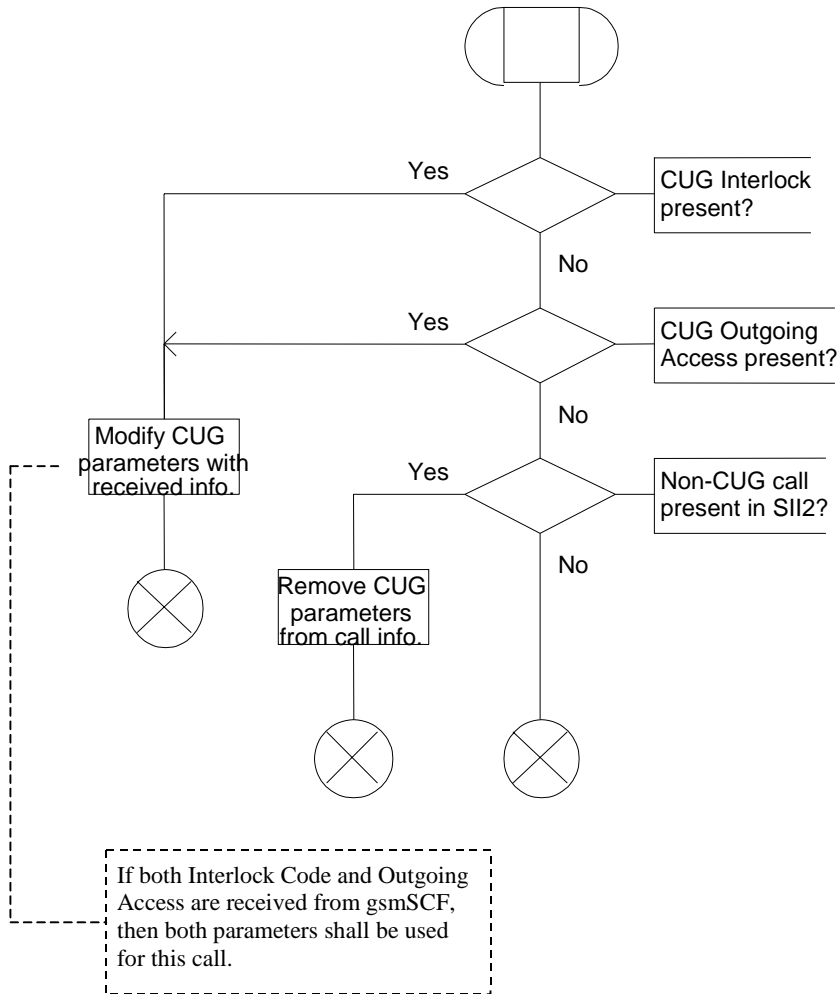 Yes
CUG Interlock
present?
No
Yes
CUG Outgoing
Access present?
No
Modify CUG
parameters with
received info.
Yes
Non-CUG call
present in SII2?
No
Remove CUG
parameters
from call info.
If both Interlock Code and Outgoing
Access are received from gsmSCF,
then both parameters shall be used
for this call.